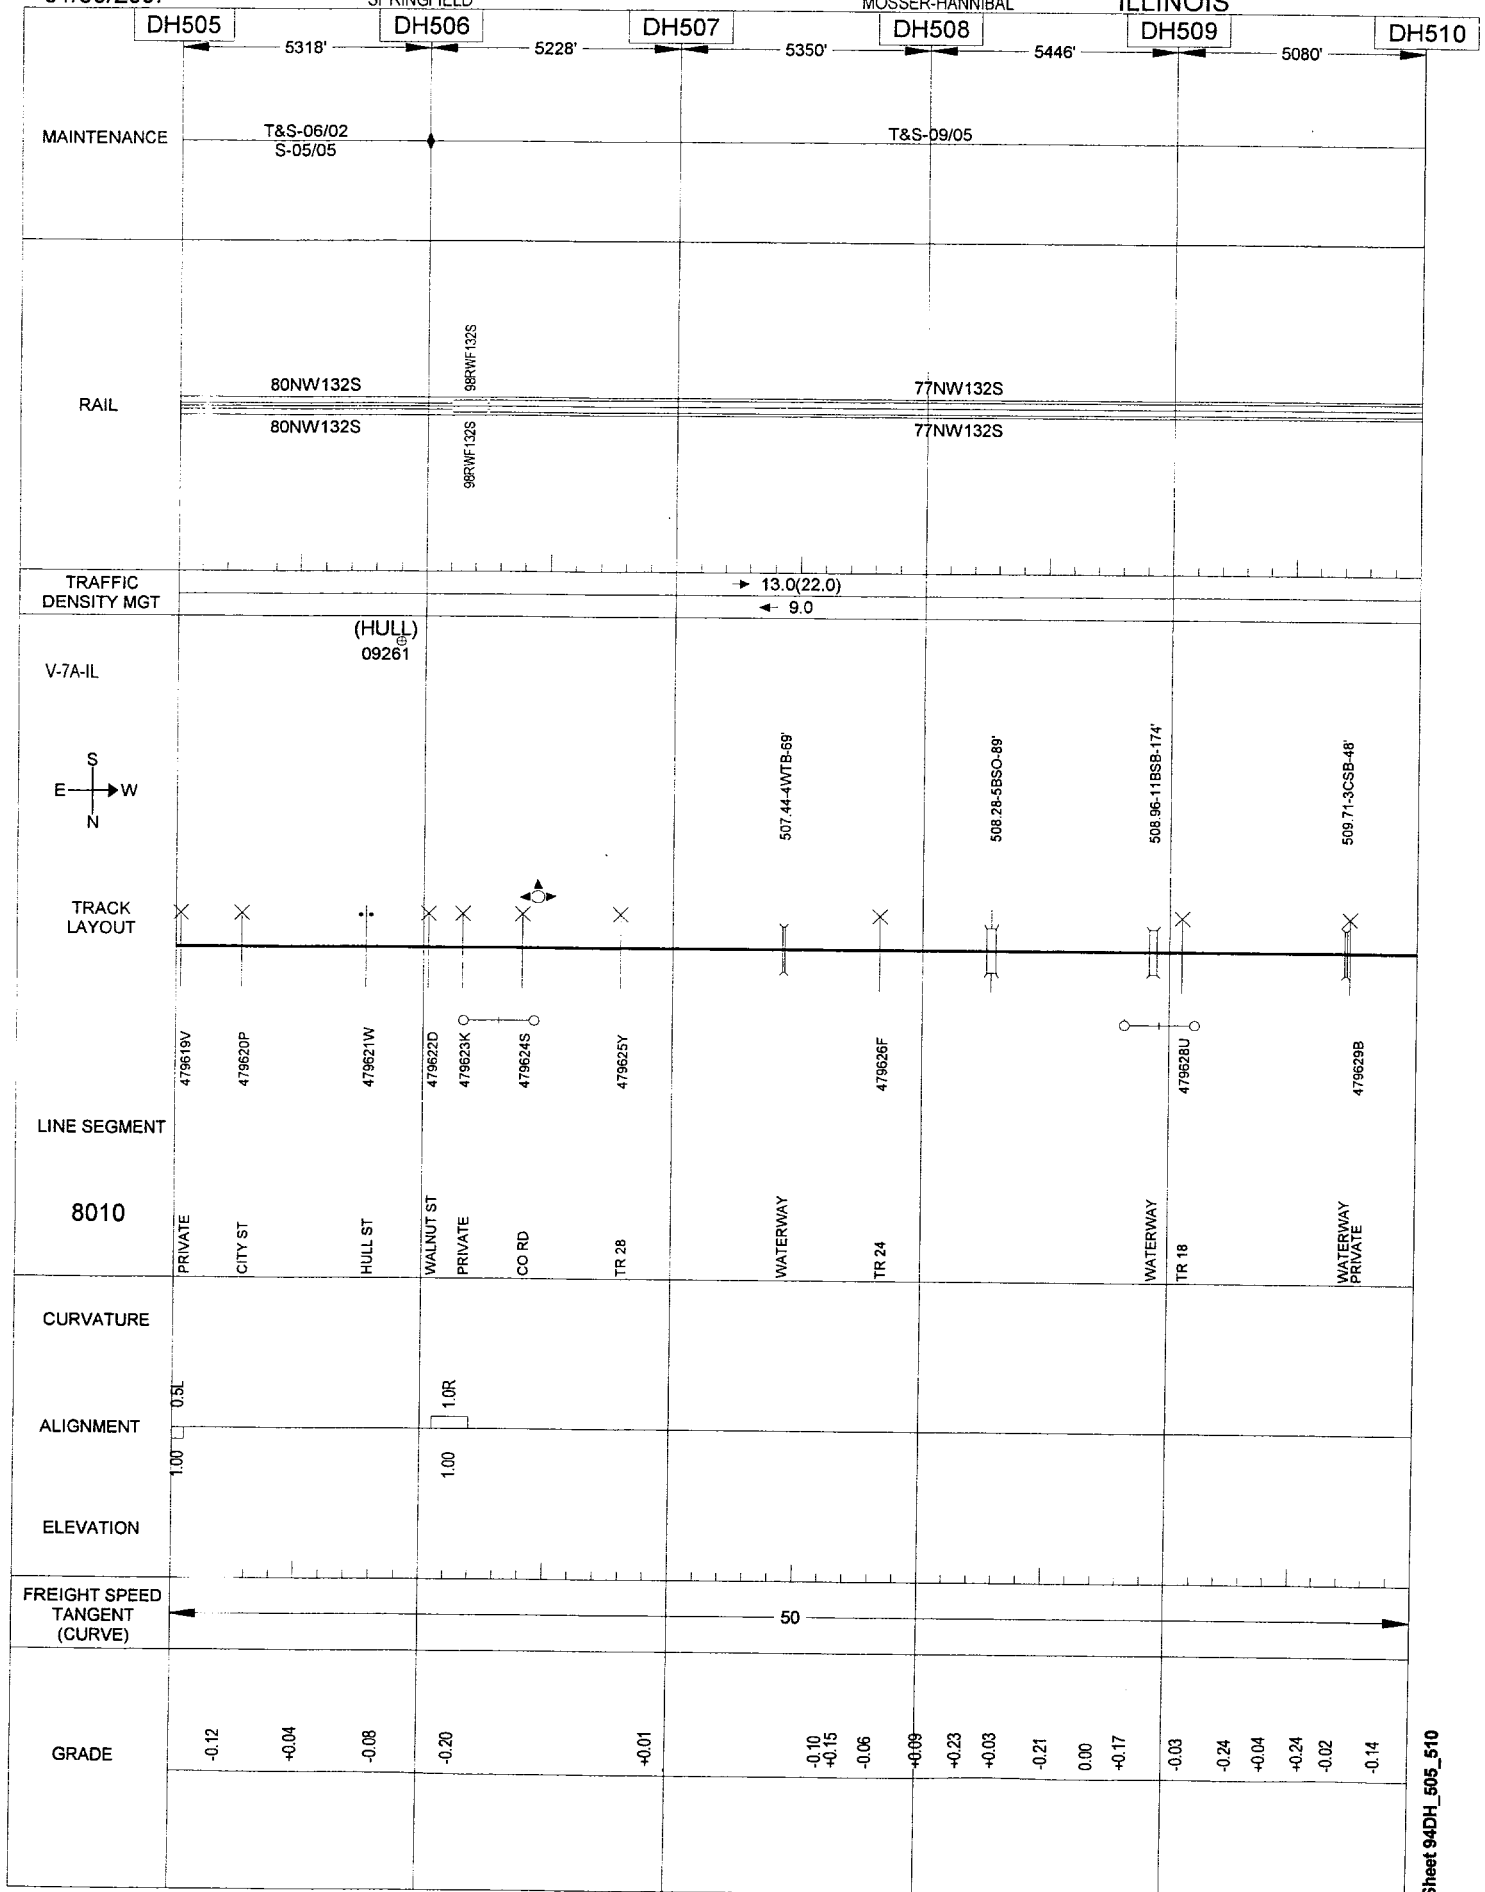 SPRINGFIELD
MOSSER-HANNIBAL
ILLINOIS
DH505
DH506
DH507
DH508
DH509
DH510
5318'
5228'
5350'
5446'
5080'
MAINTENANCE
T&S-06/02
S-05/05
T&S-09/05
RAIL
80NW132S
80NW132S
98RWF132S
98RWF132S
77NW132S
77NW132S
TRAFFIC
DENSITY MGT
13.0(22.0)
9.0
(HULL)
09261
V-7A-IL
S
E
W
N
507.44-4WTB-69'
508.28-5BSO-89'
508.96-11BSB-174'
509.71-3CSB-48'
TRACK
LAYOUT
479619V
479620P
479621W
479622D
479623K
479624S
479625Y
479626F
479628U
479629B
LINE SEGMENT
8010
PRIVATE
CITY ST
HULL ST
WALNUT ST
PRIVATE
CO RD
TR 28
WATERWAY
TR 24
WATERWAY
TR 18
WATERWAY
PRIVATE
CURVATURE
0.5L
1.0R
ALIGNMENT
1.00
1.00
ELEVATION
FREIGHT SPEED
TANGENT
(CURVE)
50
GRADE
-0.12
+0.04
-0.08
-0.20
+0.01
-0.10
+0.15
-0.06
+0.09
+0.23
+0.03
-0.21
0.00
+0.17
-0.03
-0.24
+0.04
+0.24
-0.02
-0.14
Sheet 94DH_505_510